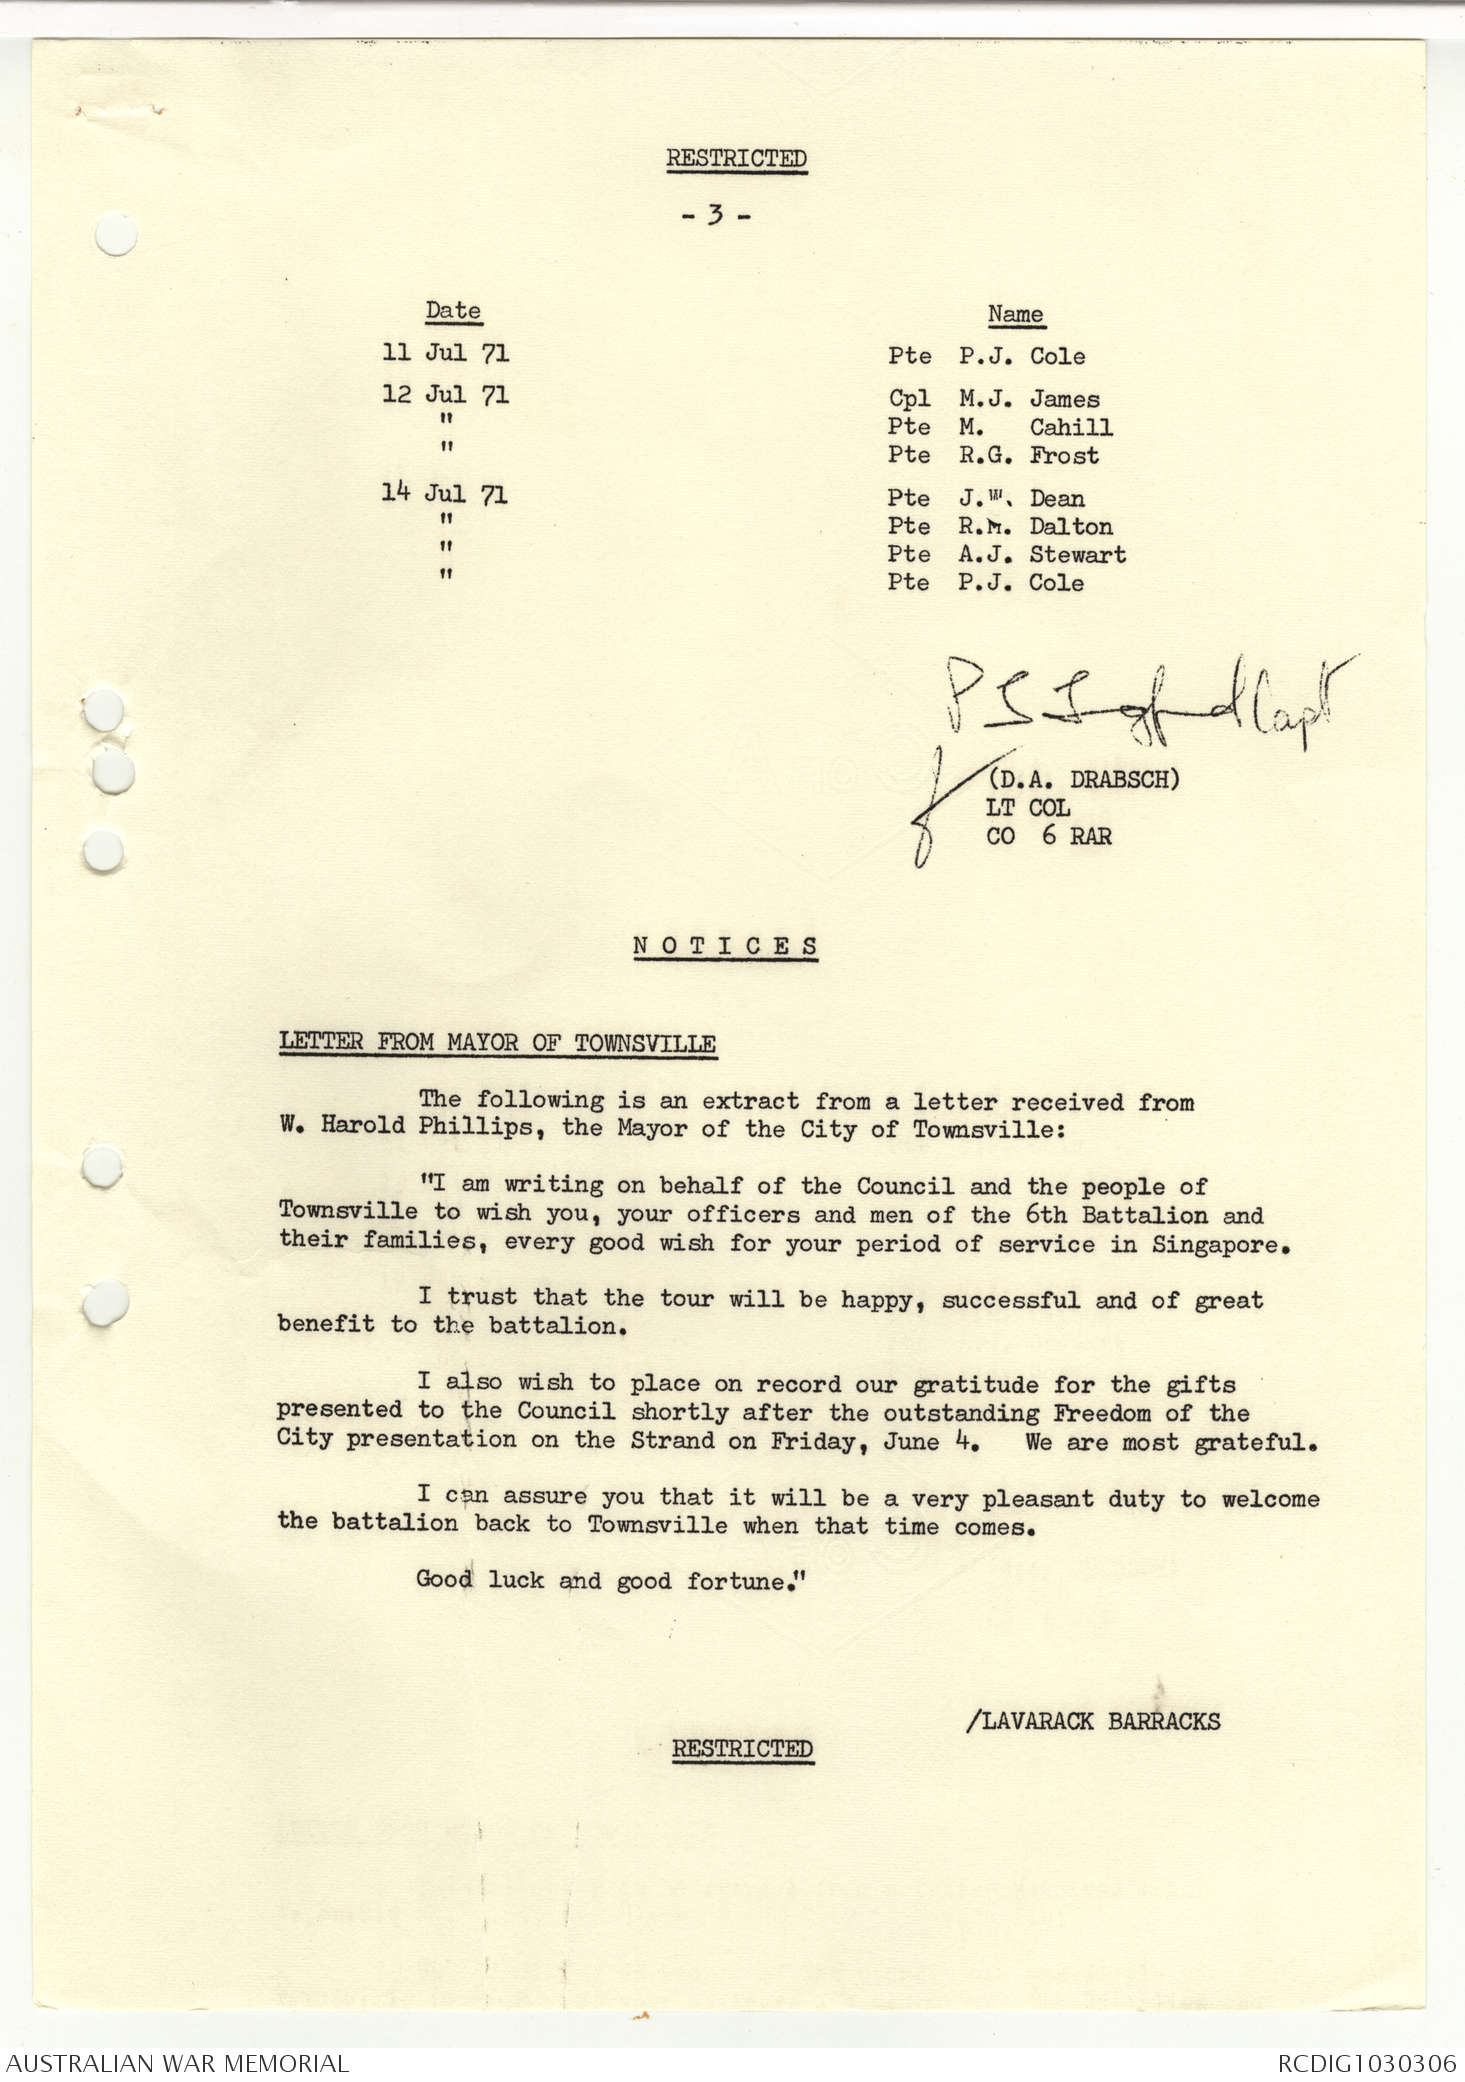 RESTRICTED
- 3 -
Date Name
11 Jul 71 Pte P.J. Cole
12 Jul 71 Cpl M.J. James
" Pte M. Cahill
" Pte R.G. Frost
14 Jul 71 Pte J.W. Dean
" Pte R.M. Dalton
" Pte A.J. Stewart
" Pte P.J. Cole
Capt
(D.A. DRABSCH)
LT COL
CO 6 RAR
N O T I C E S
LETTER FROM MAYOR OF TOWNSVILLE
The following is an extract from a letter received from
W. Harold Phillips, the Mayor of the City of Townsville:
"I am writing on behalf of the Council and the people of
Townsville to wish you, your officers and men of the 6th Battalion and
their families, every good wish for your period of service in Singapore.
I trust that the tour will be happy, successful and of great
benefit to the battalion.
I also wish to place on record our gratitude for the gifts
presented to the Council shortly after the outstanding Freedom of the
City presentation on the Strand on Friday, June 4. We are most grateful.
I can assure you that it will be a very pleasant duty to welcome
the battalion back to Townsville when that time comes.
Good luck and good fortune."
/LAVARACK BARRACKS
RESTRICTED
AUSTRALIAN WAR MEMORIAL RCDIG1030306